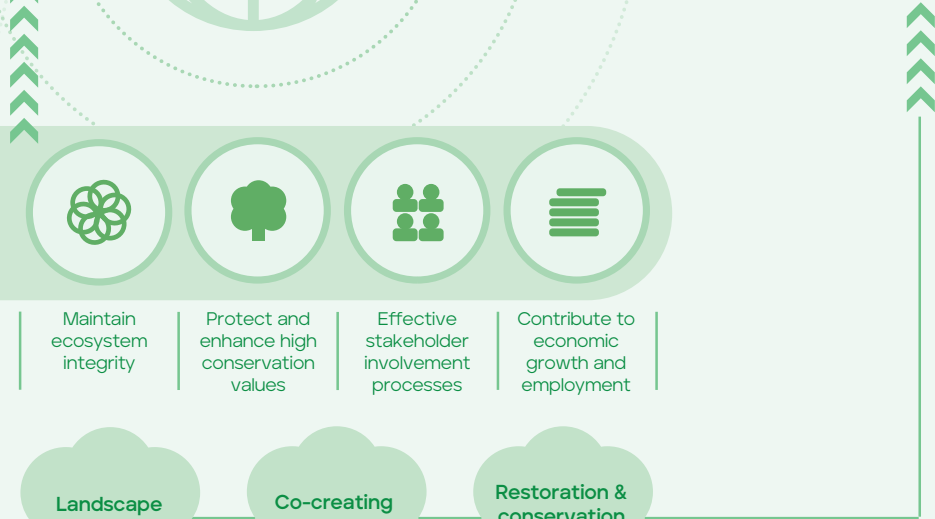 Maintain
ecosystem
integrity
Protect and
enhance high
conservation
values
Effective
stakeholder
involvement
processes
Contribute to
economic
growth and
employment
Landscape
Co-creating
Restoration &
conservation